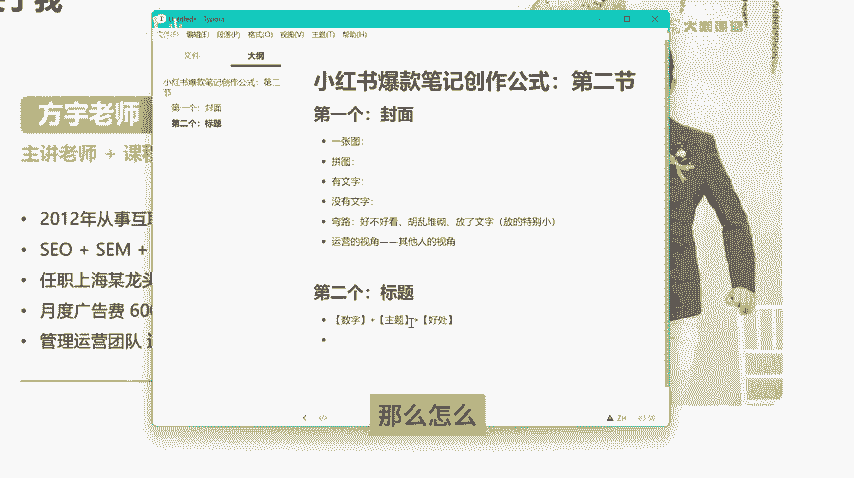 untitled• - Typora
文件(F) 编辑(E) 段落(P) 格式(O) 视图(V) 主题(T) 帮助(H)
文件 大纲
小红书爆款笔记创作公式：第二节
第一个：封面
第二个：标题
小红书爆款笔记创作公式：第二节
第一个：封面
一张图：
拼图：
有文字：
没有文字：
弯路：好不好看、胡乱堆砌、放了文字（放的特别小）
运营的视角——其他人的视角
第二个：标题
【数字】+【主题】+【好处】
那么怎么
方宇老师
主讲老师 + 课程
2012年从事互联
SEO + SEM +
任职上海某龙头
月度广告费 600
管理运营团队